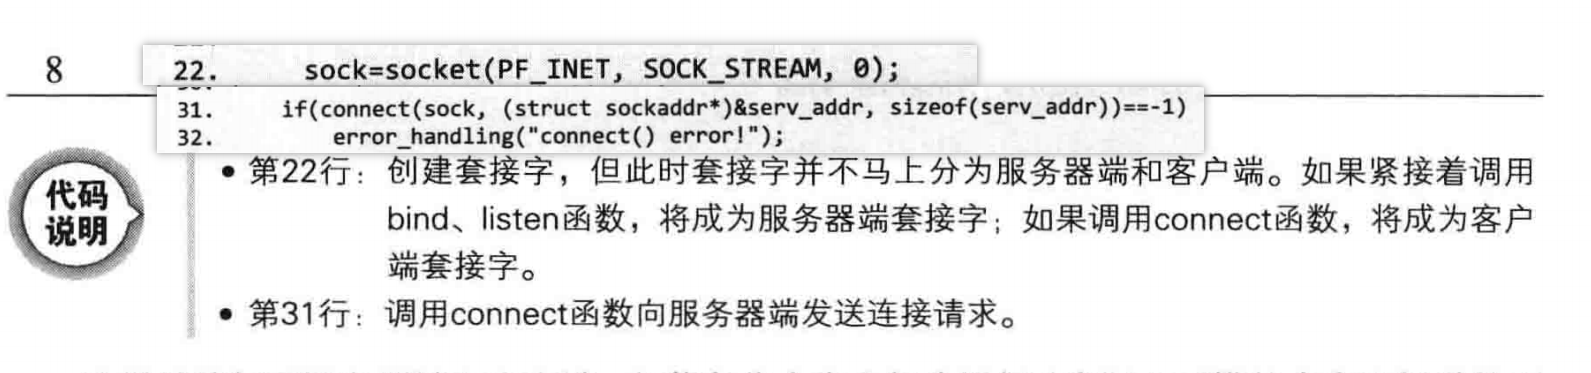 8
22. sock=socket(PF_INET, SOCK_STREAM, 0);
31. if(connect(sock, (struct sockaddr*)&serv_addr, sizeof(serv_addr))==-1)
32. error_handling("connect() error!");
代码
说明
● 第22行：创建套接字，但此时套接字并不马上分为服务器端和客户端。如果紧接着调用
bind、listen函数，将成为服务器端套接字；如果调用connect函数，将成为客户
端套接字。
● 第31行：调用connect函数向服务器端发送连接请求。